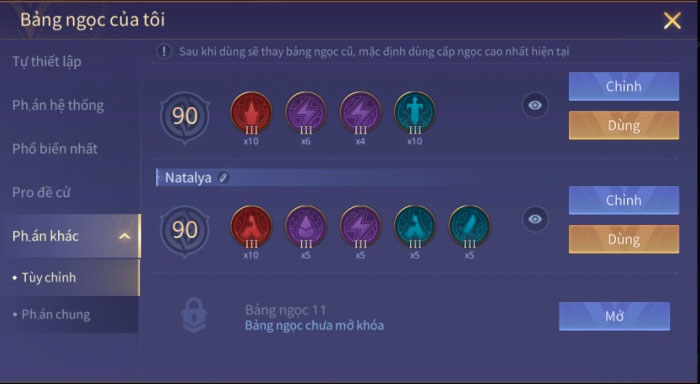 Bảng ngọc của tôi
Tự thiết lập
Ph.án hệ thống
Phổ biến nhất
Pro đề cử
Ph.án khác
Tùy chỉnh
Ph.án chung
Sau khi dùng sẽ thay bảng ngọc cũ, mặc định dùng cấp ngọc cao nhất hiện tại
90
III III III III
x10 x6 x4 x10
Chỉnh
Dùng
Natalya
90
III III III III III
x10 x5 x5 x5 x5
Chỉnh
Dùng
Bảng ngọc 11
Bảng ngọc chưa mở khóa
Mở